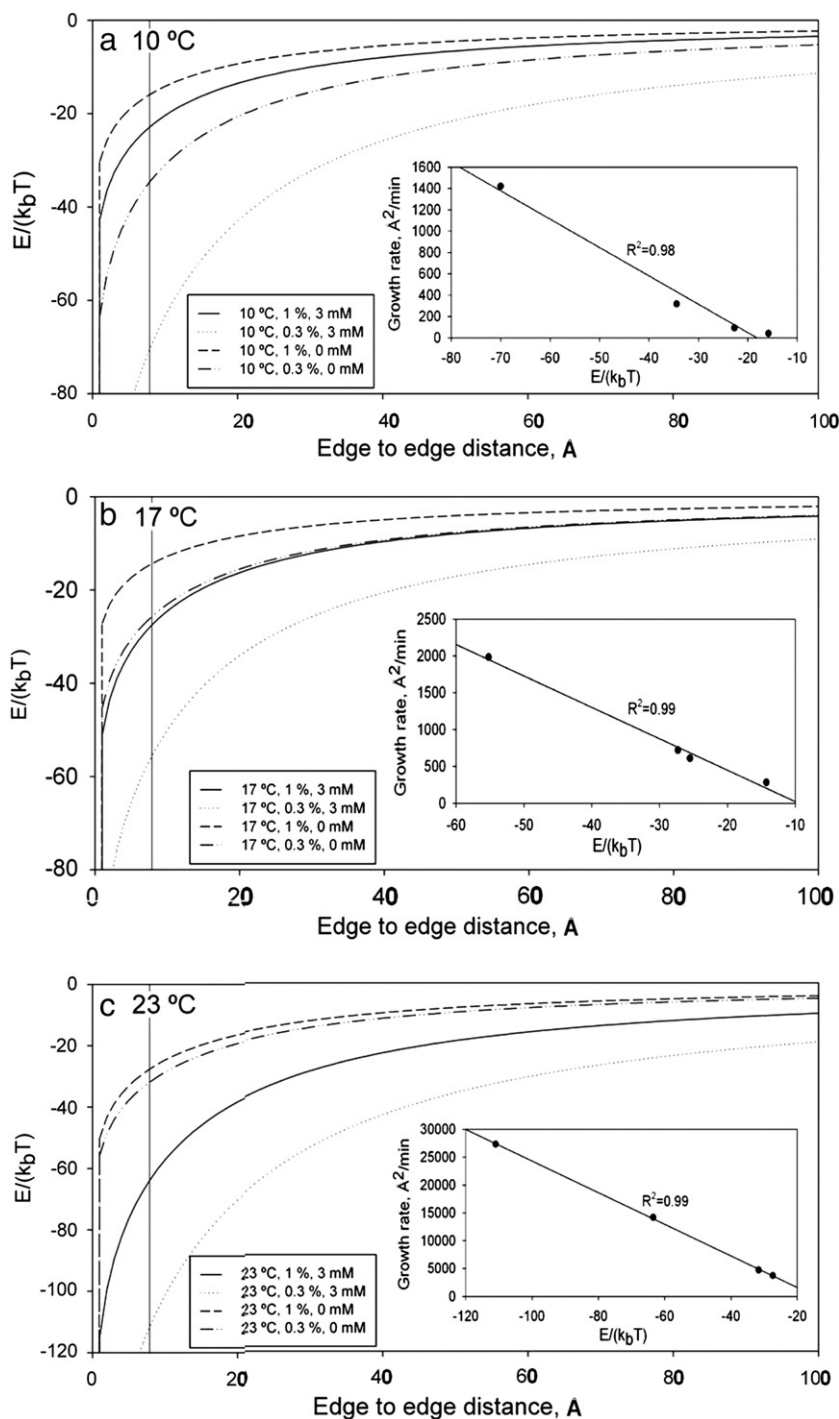 a 10 ºC
0
-20
-40
-60
-80
E/(kbT)
0 20 40 60 80 100
Edge to edge distance, Å
10 ºC, 1 %, 3 mM
10 ºC, 0.3 %, 3 mM
10 ºC, 1 %, 0 mM
10 ºC, 0.3 %, 0 mM
Growth rate, Å2/min
1600
1400
1200
1000
800
600
400
200
0
R2=0.98
-80 -70 -60 -50 -40 -30 -20 -10
E/(kbT)
b 17 ºC
0
-20
-40
-60
-80
E/(kbT)
0 20 40 60 80 100
Edge to edge distance, Å
17 ºC, 1 %, 3 mM
17 ºC, 0.3 %, 3 mM
17 ºC, 1 %, 0 mM
17 ºC, 0.3 %, 0 mM
Growth rate, A2/min
2500
2000
1500
1000
500
0
R2=0.99
-60 -50 -40 -30 -20 -10
E/(kbT)
c 23 ºC
0
-20
-40
-60
-80
-100
-120
E/(kbT)
0 20 40 60 80 100
Edge to edge distance, Å
23 ºC, 1 %, 3 mM
23 ºC, 0.3 %, 3 mM
23 ºC, 1 %, 0 mM
23 ºC, 0.3 %, 0 mM
Growth rate, A2/min
30000
25000
20000
15000
10000
5000
0
R2=0.99
-120 -100 -80 -60 -40 -20
E/(kbT)